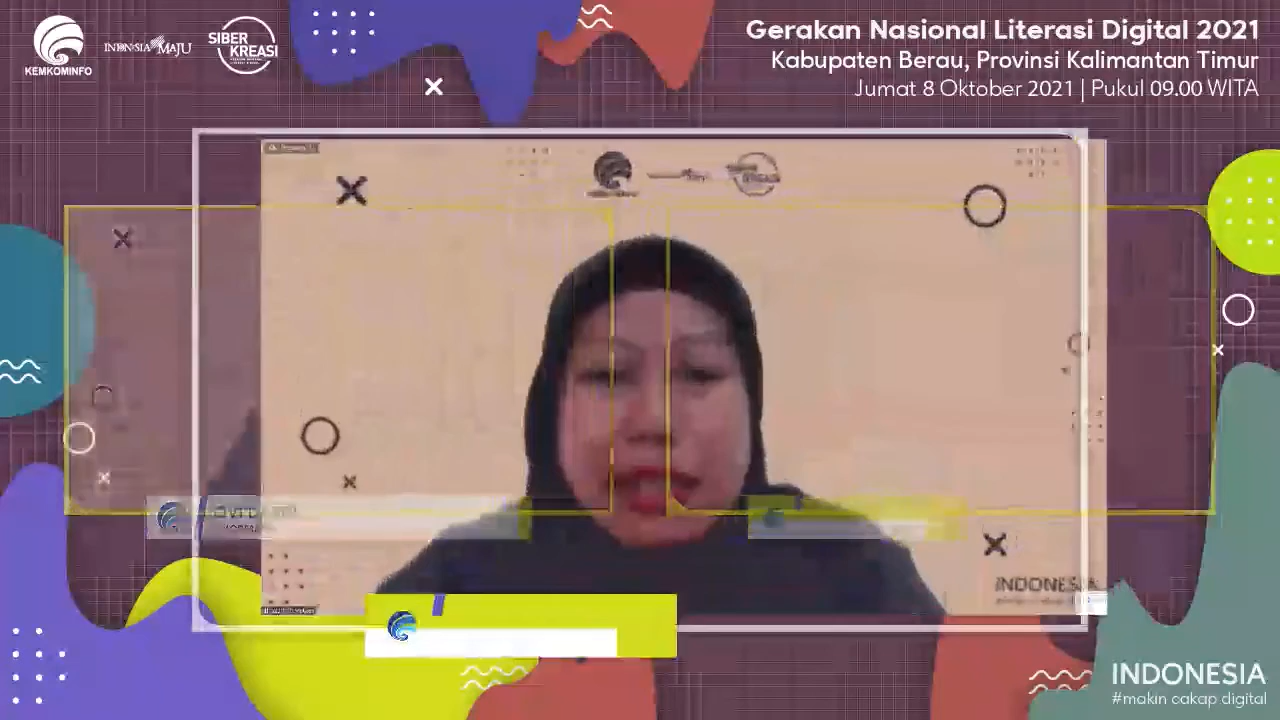 KEMKOMINFO
INDONESIA MAJU
SIBER
KREASI
Gerakan Nasional Literasi Digital 2021
Kabupaten Berau, Provinsi Kalimantan Timur
Jumat 8 Oktober 2021 | Pukul 09.00 WITA
INDONESIA
INDONESIA
#makin cakap digital